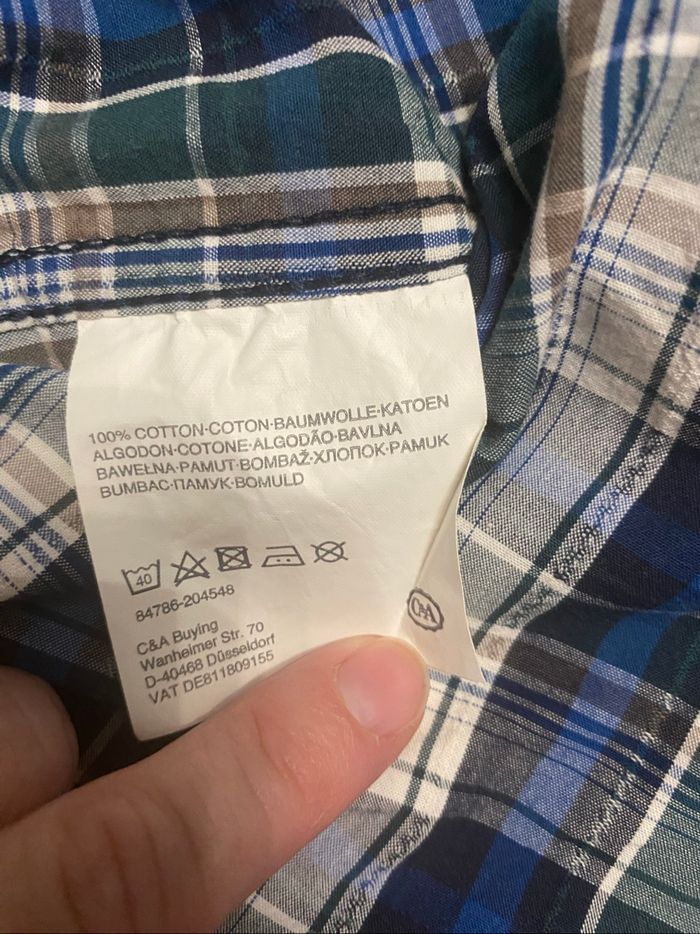 100% COTTON·COTON·BAUMWOLLE·KATOEN
ALGODON·COTONE·ALGODÃO·BAVLNA
BAWEŁNA·PAMUT·BOMBAŽ·ХЛОПОК·PAMUK
BUMBAC·ПАМУК·BOMULD
40
84786-204548
C&A Buying
Wanheimer Str. 70
D-40468 Düsseldorf
VAT DE811809155
C&A